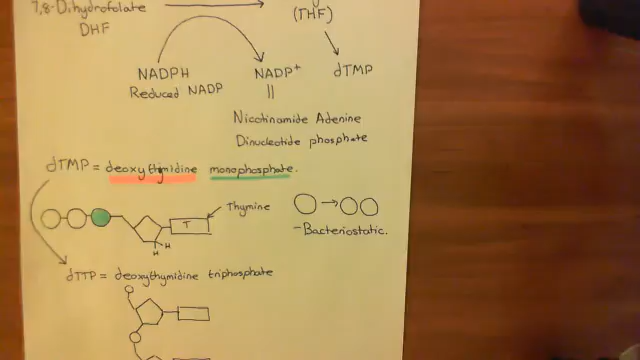 7,8-Dihydrofolate
DHF
(THF)
NADPH
Reduced NADP
NADP+
dTMP
Nicotinamide Adenine
Dinucleotide phosphate
dTMP = deoxythymidine monophosphate.
Thymine
T
H
H
-Bacteriostatic.
dTTP = deoxythymidine triphosphate